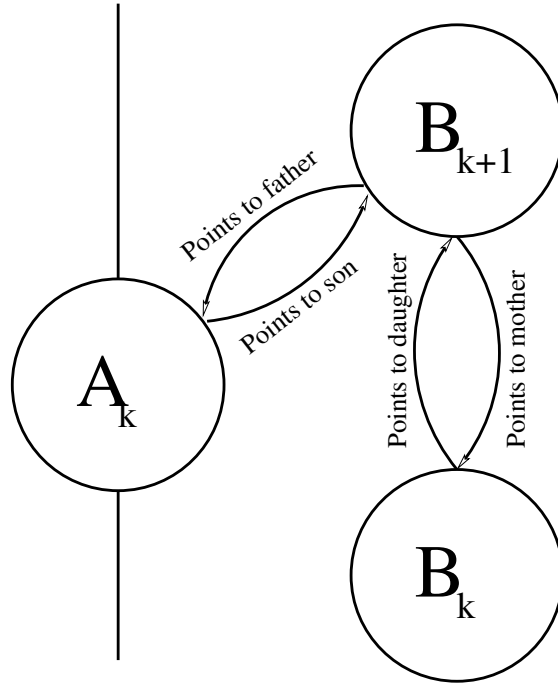 B k+1
Points to father
Points to son
A k
Points to daughter
Points to mother
B k